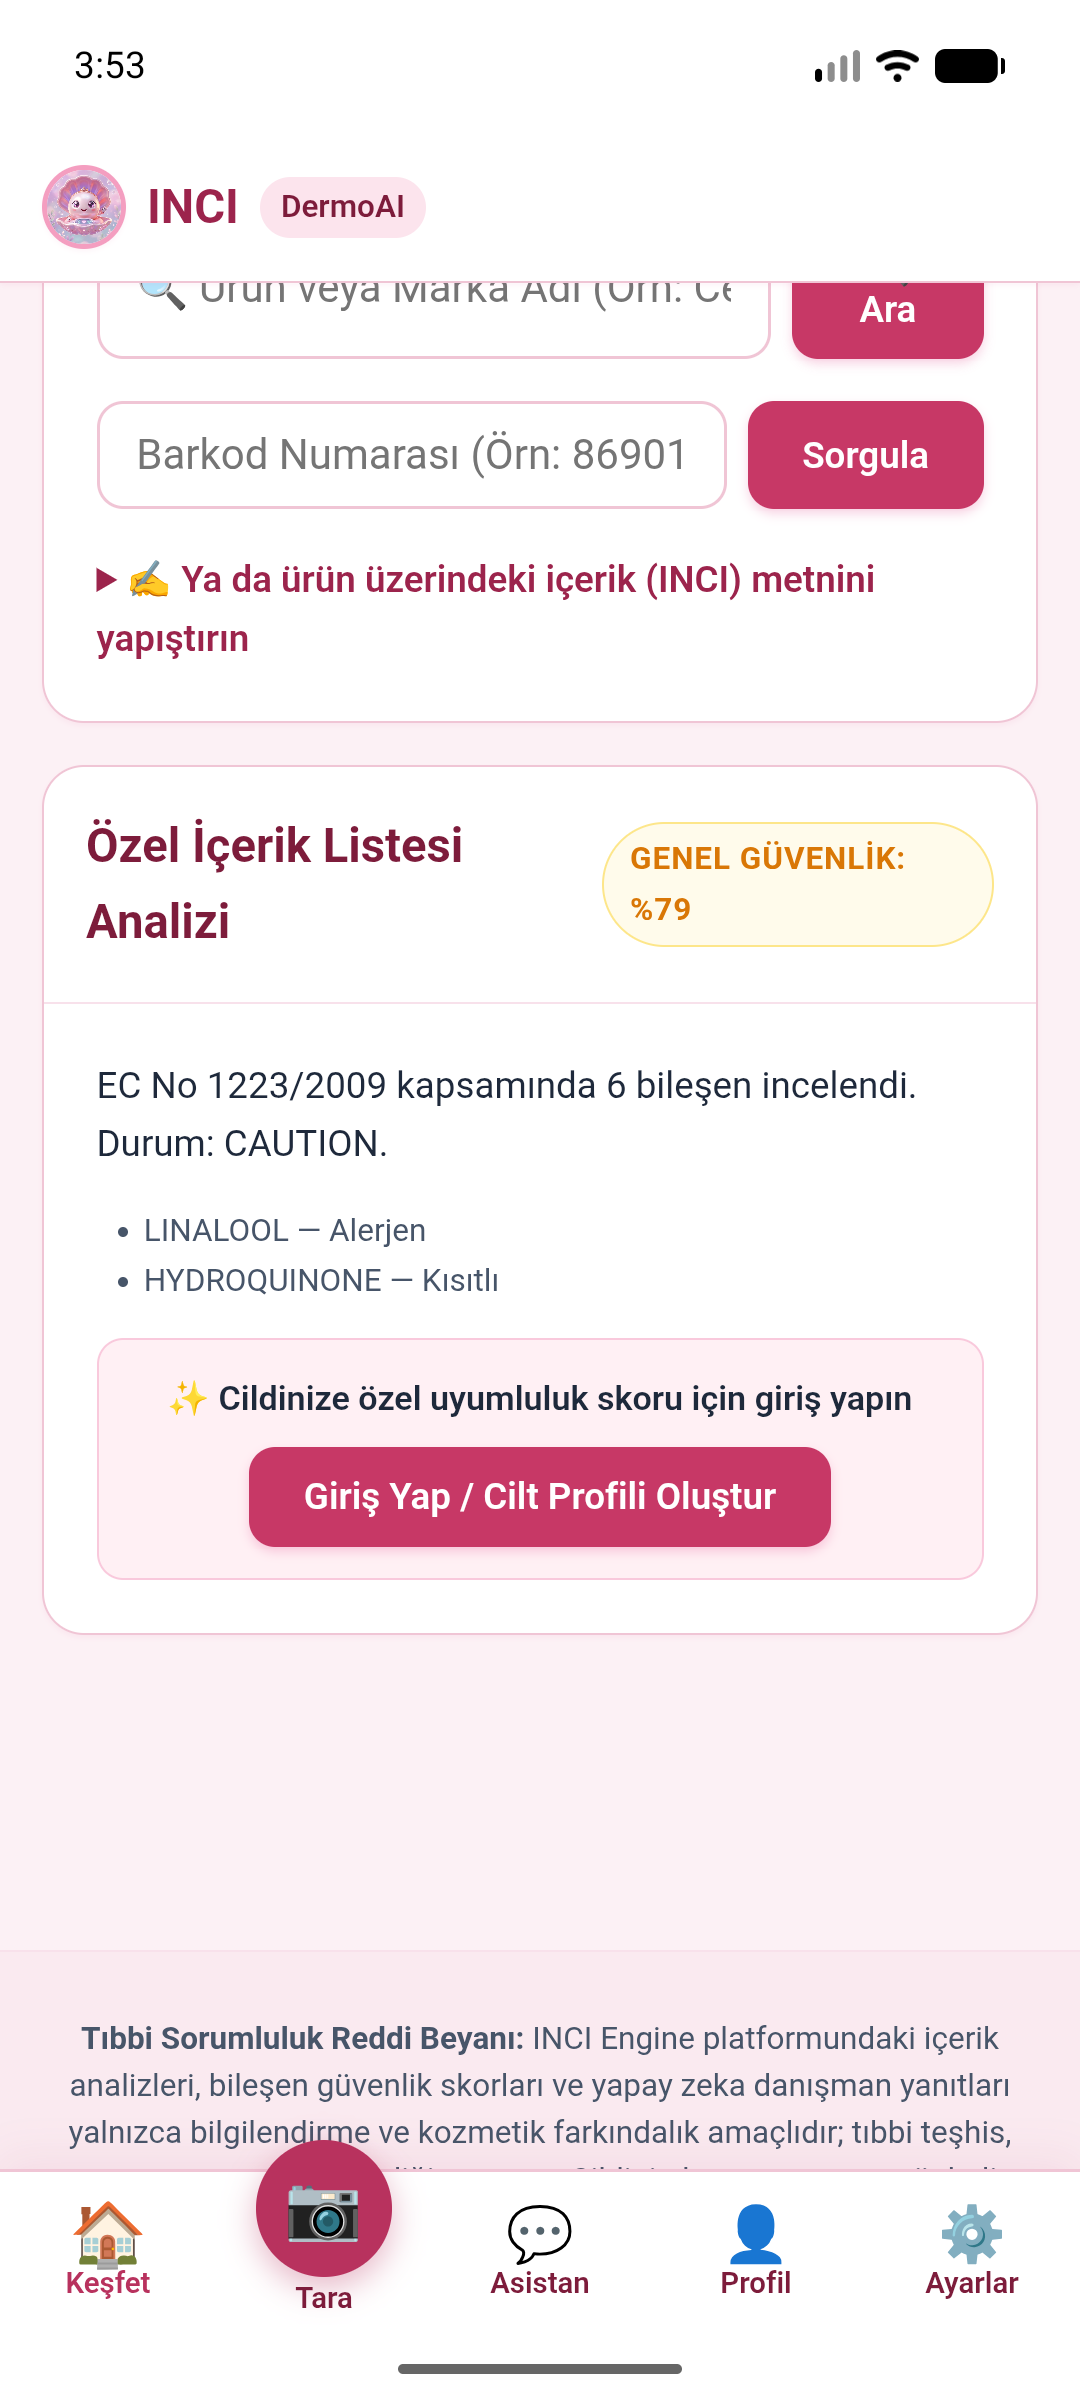 3:53
INCI DermoAI
Ürün veya Marka Adı (Örn: Ce
Ara
Barkod Numarası (Örn: 86901
Sorgula
Ya da ürün üzerindeki içerik (INCI) metnini
yapıştırın
Özel İçerik Listesi
Analizi
GENEL GÜVENLİK:
%79
EC No 1223/2009 kapsamında 6 bileşen incelendi.
Durum: CAUTION.
• LINALOOL — Alerjen
• HYDROQUINONE — Kısıtlı
Cildinize özel uyumluluk skoru için giriş yapın
Giriş Yap / Cilt Profili Oluştur
Tıbbi Sorumluluk Reddi Beyanı: INCI Engine platformundaki içerik
analizleri, bileşen güvenlik skorları ve yapay zeka danışman yanıtları
yalnızca bilgilendirme ve kozmetik farkındalık amaçlıdır; tıbbi teşhis,
Keşfet
Tara
Asistan
Profil
Ayarlar